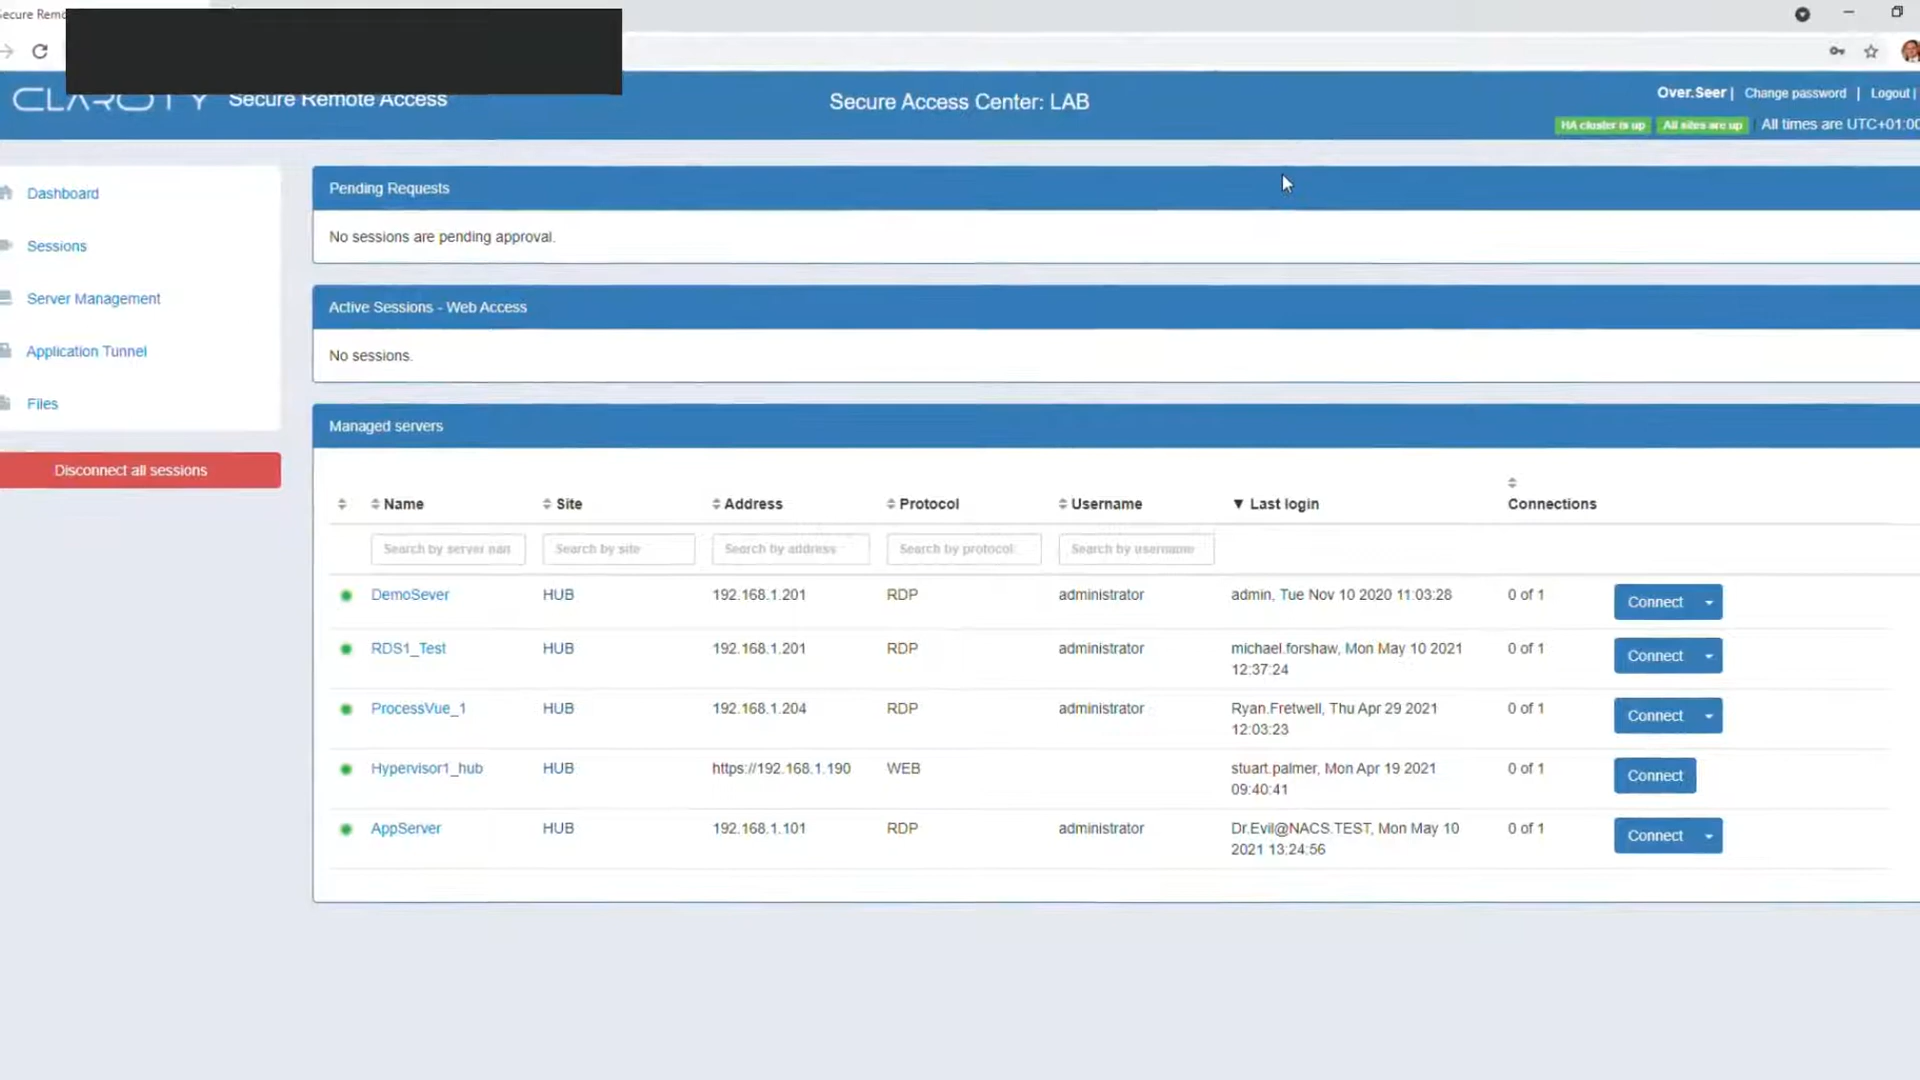 Secure Remo
CLAROTY Secure Remote Access
Secure Access Center: LAB
Over.Seer | Change password | Logout |
HA cluster is up All sites are up All times are UTC+01:00
Dashboard
Sessions
Server Management
Application Tunnel
Files
Disconnect all sessions
Pending Requests
No sessions are pending approval.
Active Sessions - Web Access
No sessions.
Managed servers
Name Site Address Protocol Username Last login Connections
Search by server nam Search by site Search by address Search by protocol Search by username
DemoSever HUB 192.168.1.201 RDP administrator admin, Tue Nov 10 2020 11:03:28 0 of 1 Connect
RDS1_Test HUB 192.168.1.201 RDP administrator michael.forshaw, Mon May 10 2021 0 of 1 Connect
12:37:24
ProcessVue_1 HUB 192.168.1.204 RDP administrator Ryan.Fretwell, Thu Apr 29 2021 0 of 1 Connect
12:03:23
Hypervisor1_hub HUB https://192.168.1.190 WEB stuart.palmer, Mon Apr 19 2021 0 of 1 Connect
09:40:41
AppServer HUB 192.168.1.101 RDP administrator Dr.Evil@NACS.TEST, Mon May 10 0 of 1 Connect
2021 13:24:56